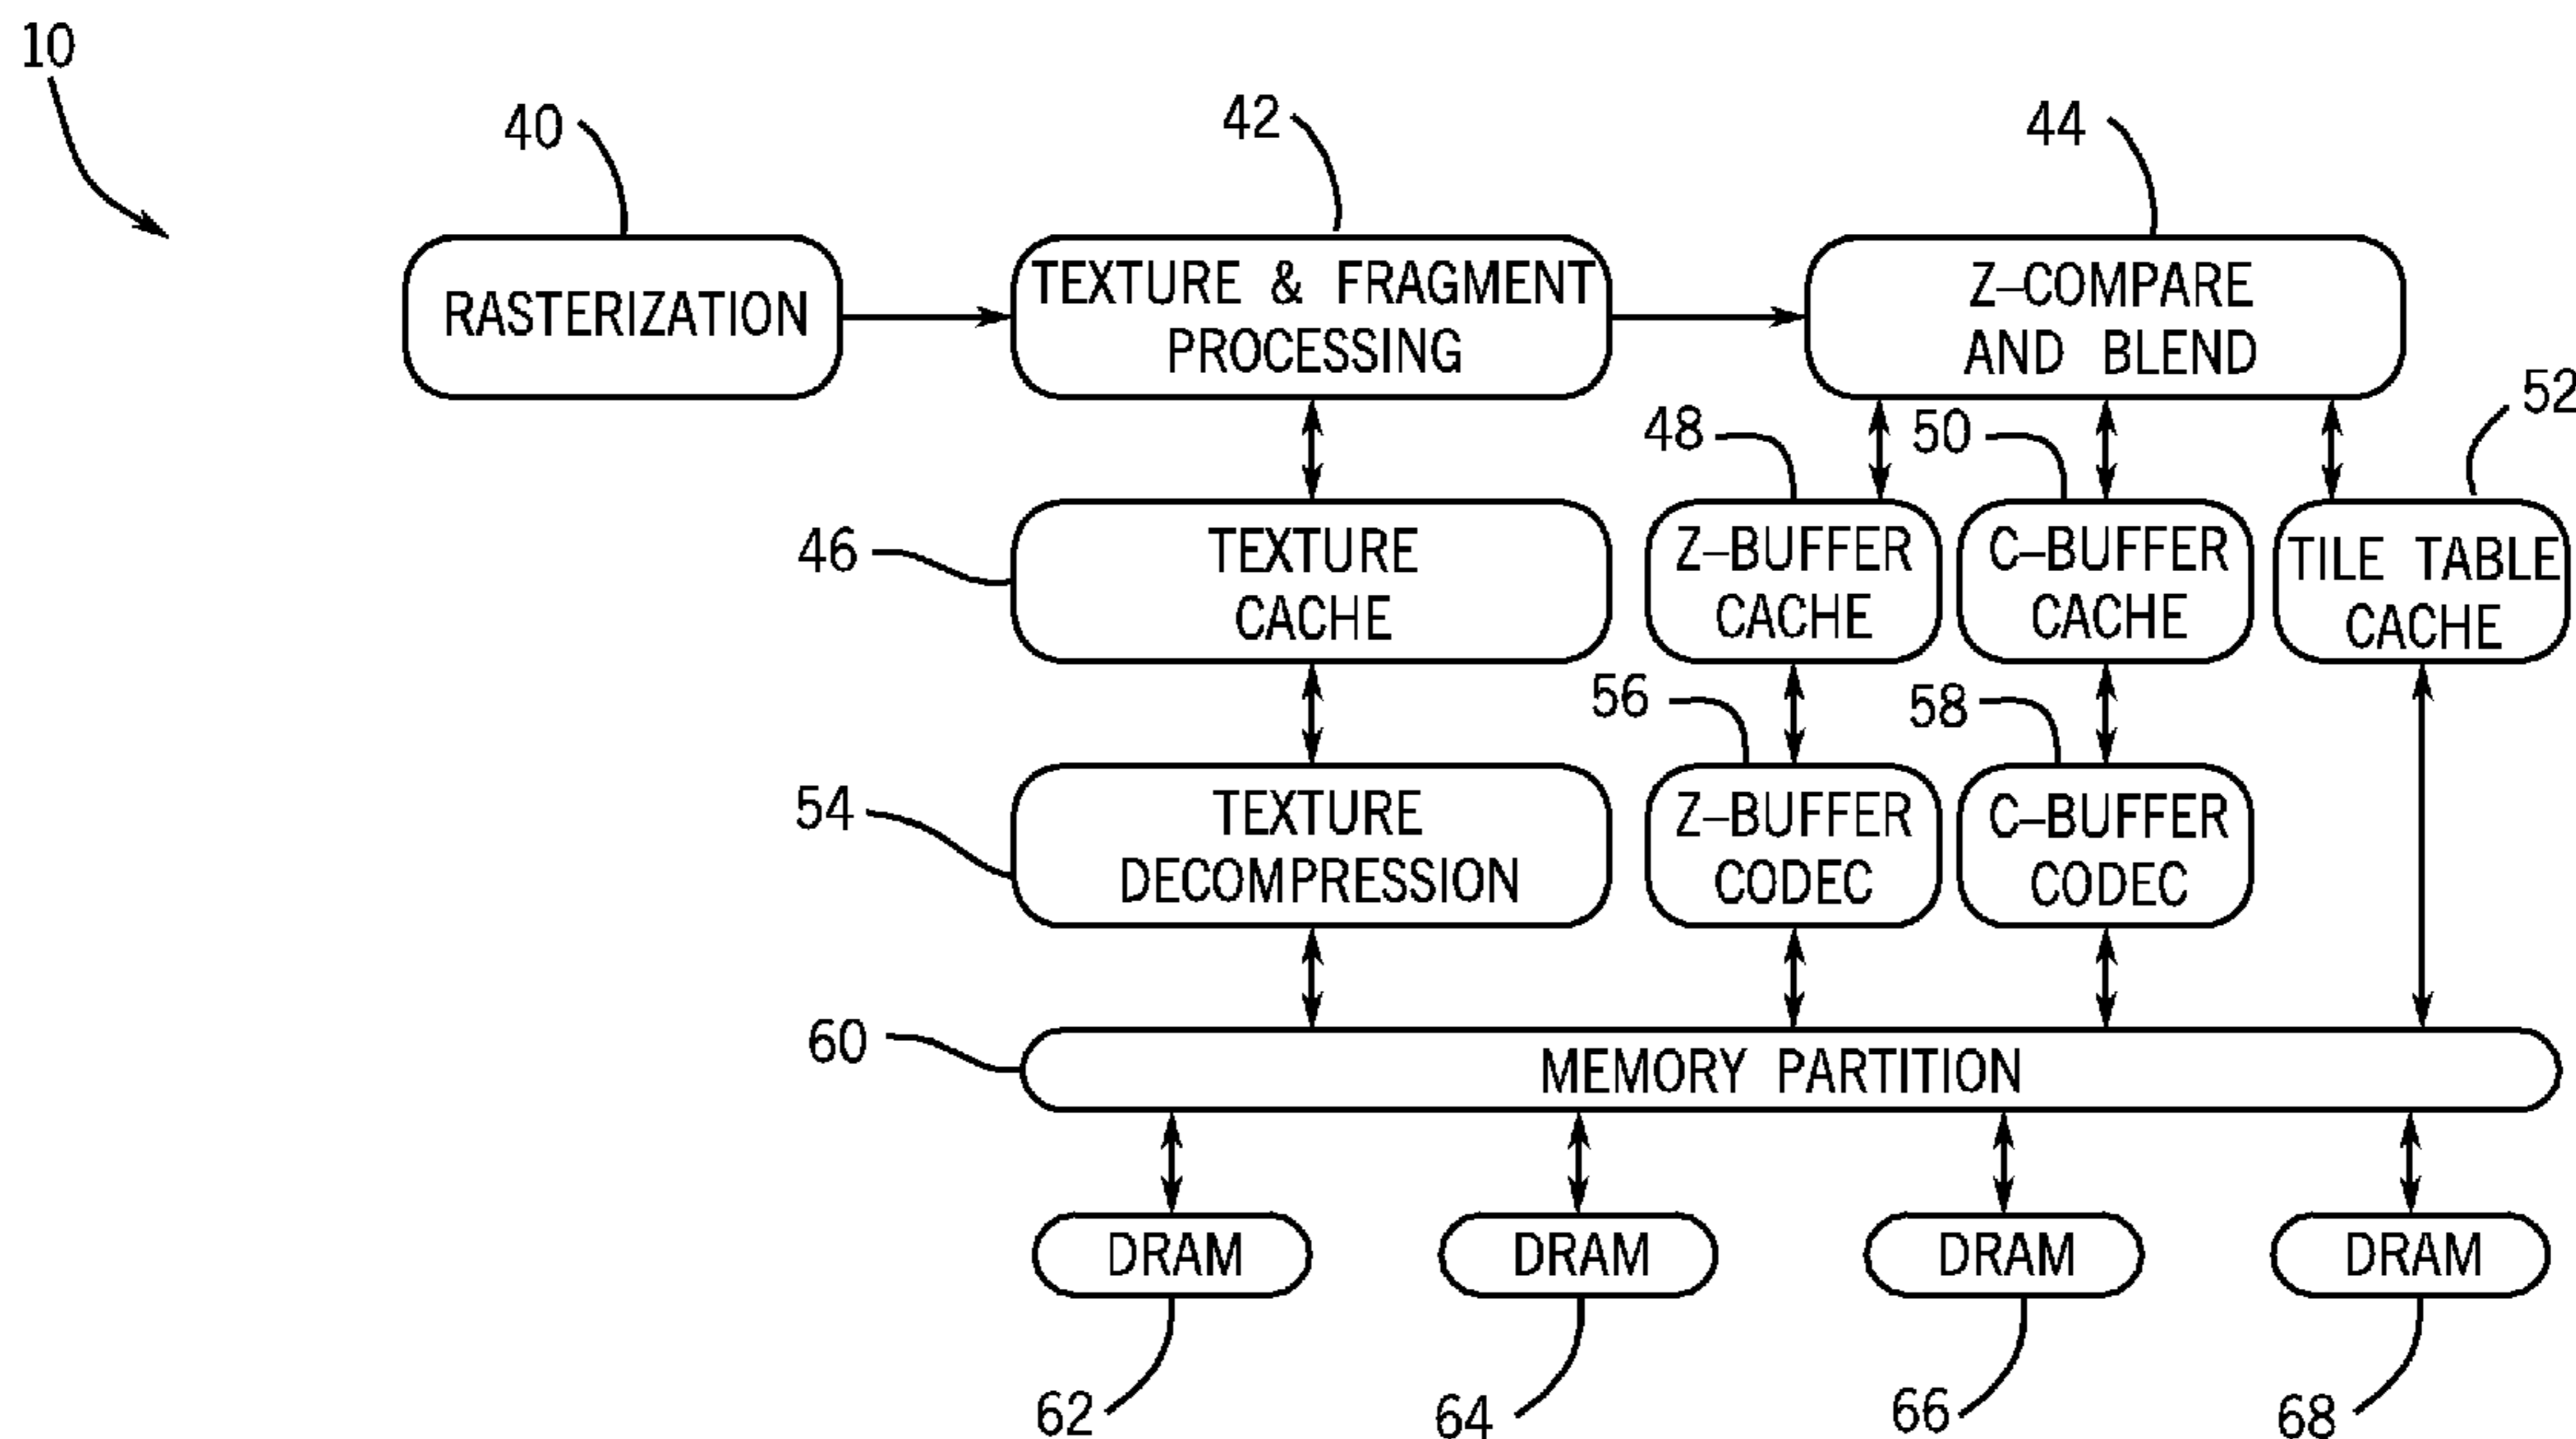 10
40
42
44
RASTERIZATION
TEXTURE & FRAGMENT
PROCESSING
Z–COMPARE
AND BLEND
46
48
50
52
TEXTURE
CACHE
Z–BUFFER
CACHE
C–BUFFER
CACHE
TILE TABLE
CACHE
54
56
58
TEXTURE
DECOMPRESSION
Z–BUFFER
CODEC
C–BUFFER
CODEC
60
MEMORY PARTITION
DRAM
DRAM
DRAM
DRAM
62
64
66
68